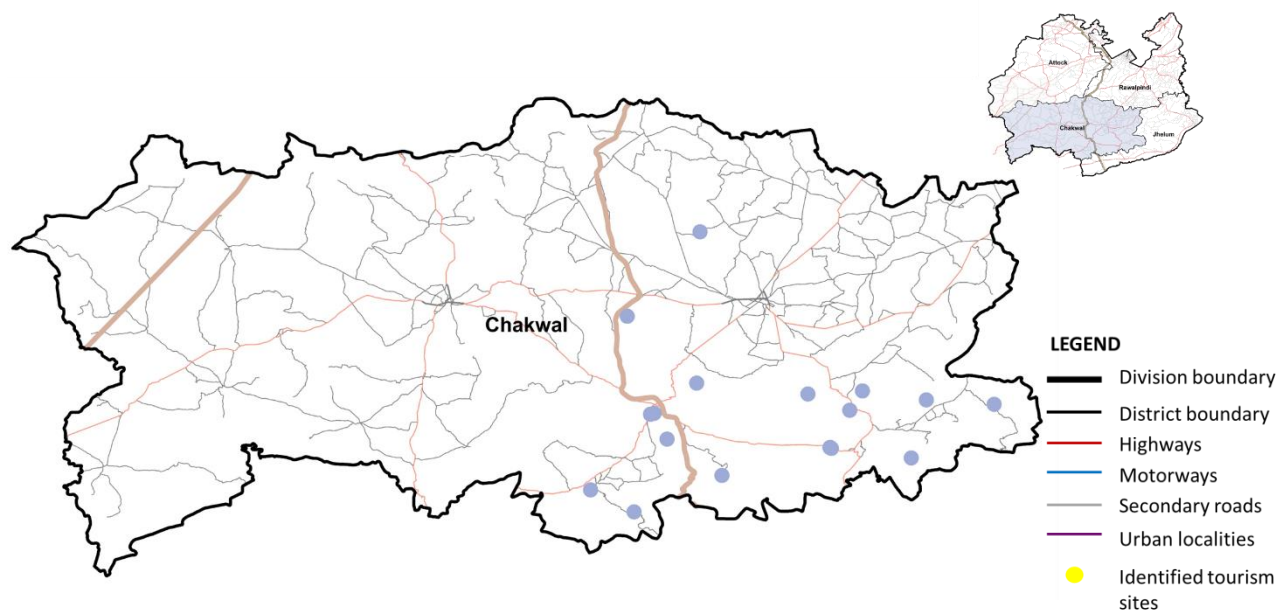 Attock
Rawalpindi
Chakwal
Jhelum
Chakwal
LEGEND
Division boundary
District boundary
Highways
Motorways
Secondary roads
Urban localities
Identified tourism
sites